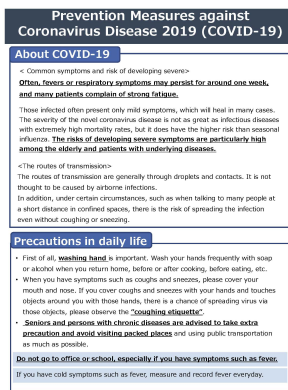 Prevention Measures against
Coronavirus Disease 2019 (COVID-19)
About COVID-19
< Common symptoms and risk of developing severe>
Often, fevers or respiratory symptoms may persist for around one week,
and many patients complain of strong fatigue.
Those infected often present only mild symptoms, which will heal in many cases.
The severity of the novel coronavirus disease is not as great as infectious diseases
with extremely high mortality rates, but it does have the higher risk than seasonal
influenza. The risks of developing severe symptoms are particularly high
among the elderly and patients with underlying diseases.
<The routes of transmission>
The routes of transmission are generally through droplets and contacts. It is not
thought to be caused by airborne infections.
In addition, under certain circumstances, such as when talking to many people at
a short distance in confined spaces, there is the risk of spreading the infection
even without coughing or sneezing.
Precautions in daily life
• First of all, washing hand is important. Wash your hands frequently with soap
or alcohol when you return home, before or after cooking, before eating, etc.
• When you have symptoms such as coughs and sneezes, please cover your
mouth and nose. If you cover coughs and sneezes with your hands and touches
objects around you with those hands, there is a chance of spreading virus via
those objects, please observe the "coughing etiquette".
• Seniors and persons with chronic diseases are advised to take extra
precaution and avoid visiting packed places and using public transportation
as much as possible.
Do not go to office or school, especially if you have symptoms such as fever.
If you have cold symptoms such as fever, measure and record fever everyday.